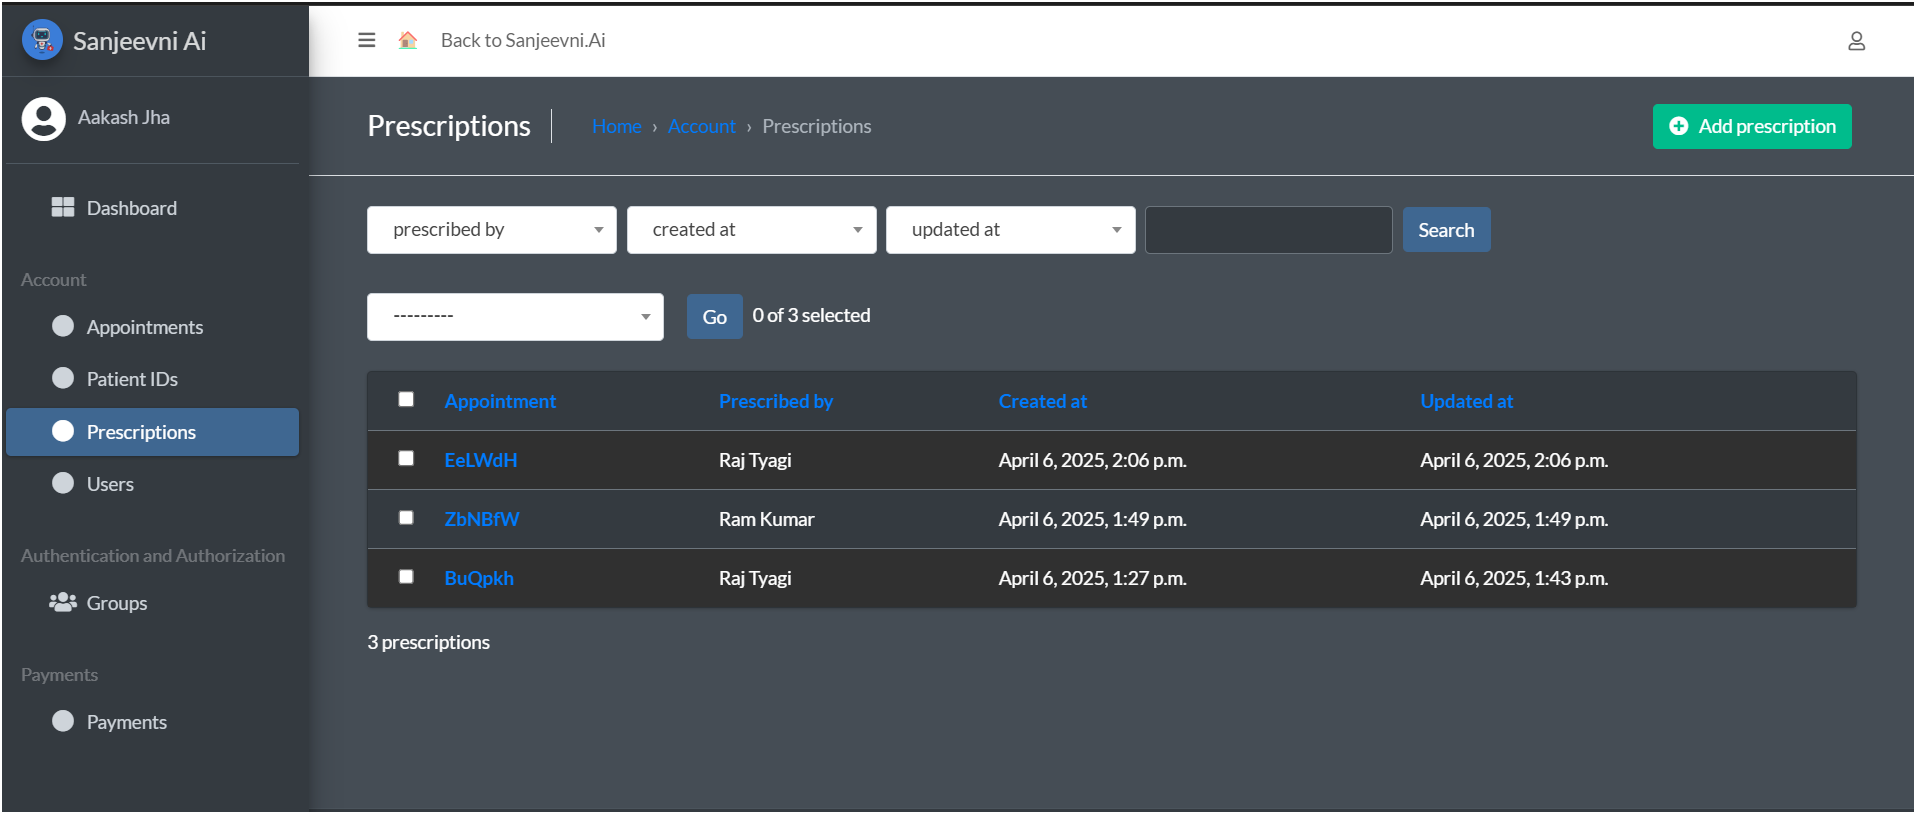 Sanjeevni Ai
Back to Sanjeevni.Ai
Aakash Jha
Dashboard
Account
Appointments
Patient IDs
Prescriptions
Users
Authentication and Authorization
Groups
Payments
Payments
Prescriptions
Home › Account › Prescriptions
Add prescription
prescribed by created at updated at Search
--------- Go 0 of 3 selected
Appointment Prescribed by Created at Updated at
EeLWdH Raj Tyagi April 6, 2025, 2:06 p.m. April 6, 2025, 2:06 p.m.
ZbNBfW Ram Kumar April 6, 2025, 1:49 p.m. April 6, 2025, 1:49 p.m.
BuQpkh Raj Tyagi April 6, 2025, 1:27 p.m. April 6, 2025, 1:43 p.m.
3 prescriptions